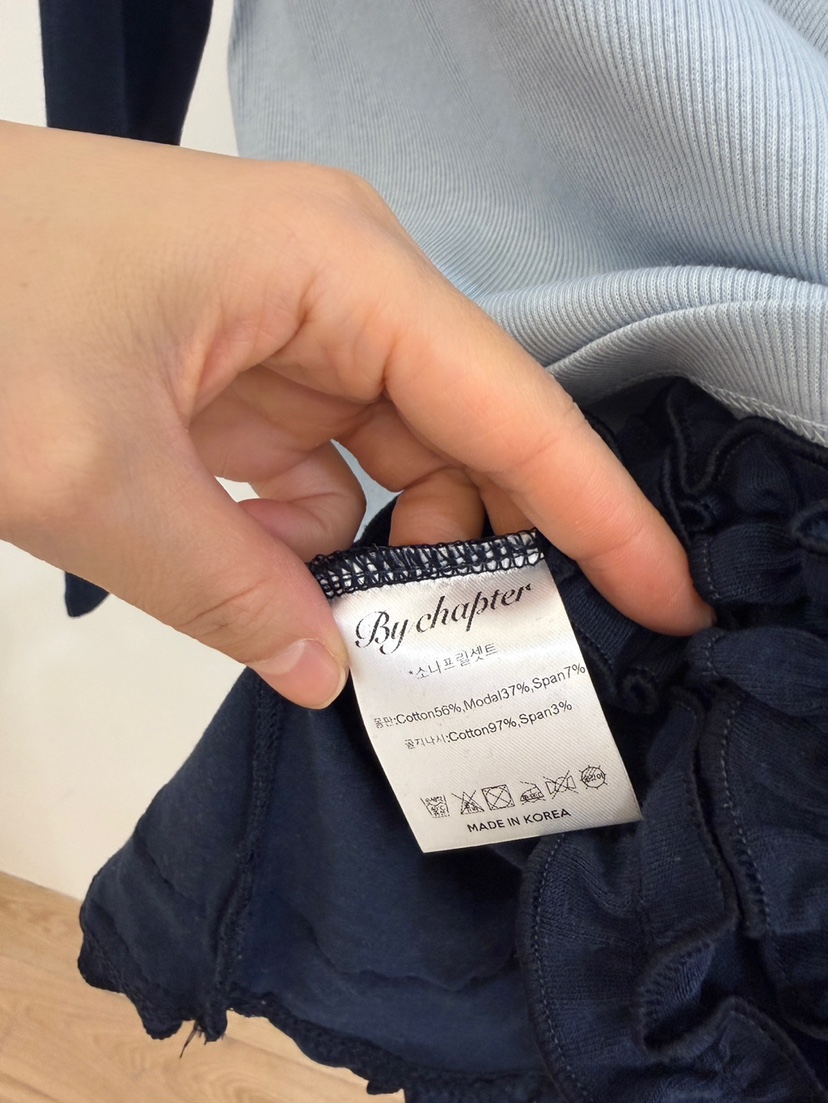 By chapter
*소나프릴셋트
몸판:Cotton56%,Modal37%,Span7%
골지나시:Cotton97%,Span3%
MADE IN KOREA